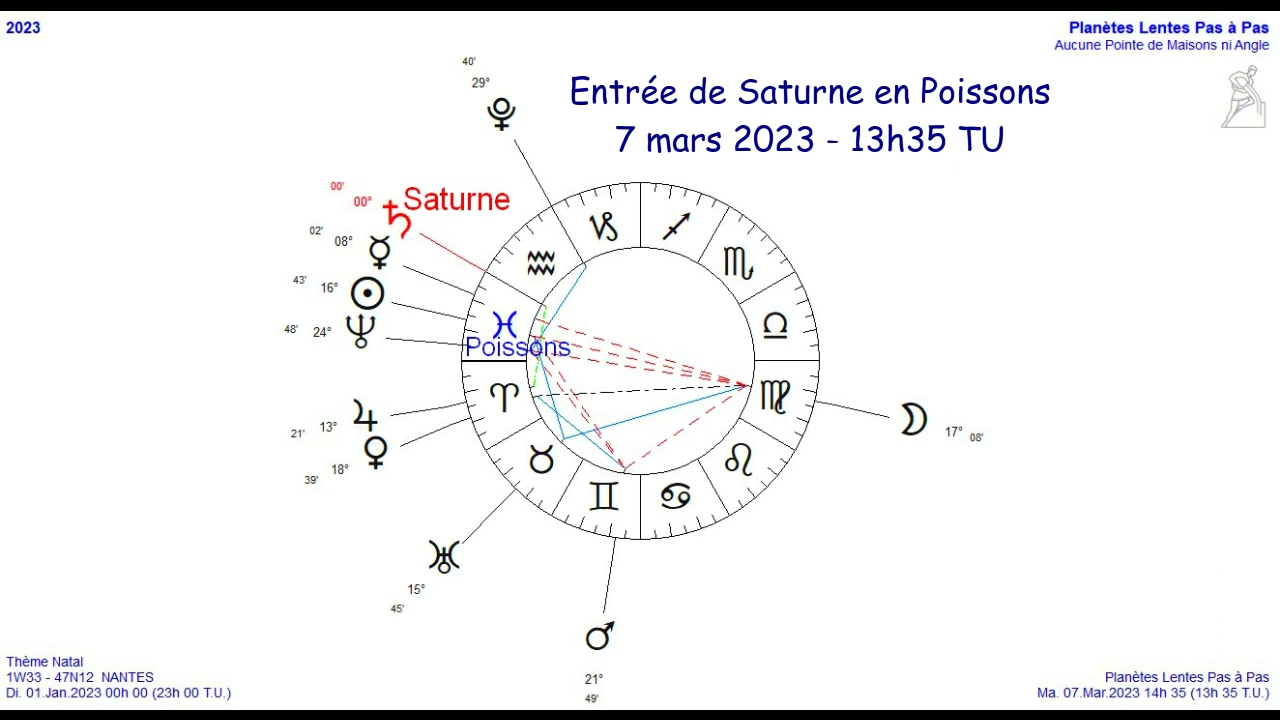 2023
Planètes Lentes Pas à Pas
Aucune Pointe de Maisons ni Angle
Entrée de Saturne en Poissons
7 mars 2023 - 13h35 TU
40'
29°
00'
00°
Saturne
02'
08°
43'
16°
48'
24°
Poissons
21'
13°
39'
18°
17°
08'
15°
45'
21°
49'
Thème Natal
1W33 - 47N12 NANTES
Di. 01.Jan.2023 00h 00 (23h 00 T.U.)
Planètes Lentes Pas à Pas
Ma. 07.Mar.2023 14h 35 (13h 35 T.U.)